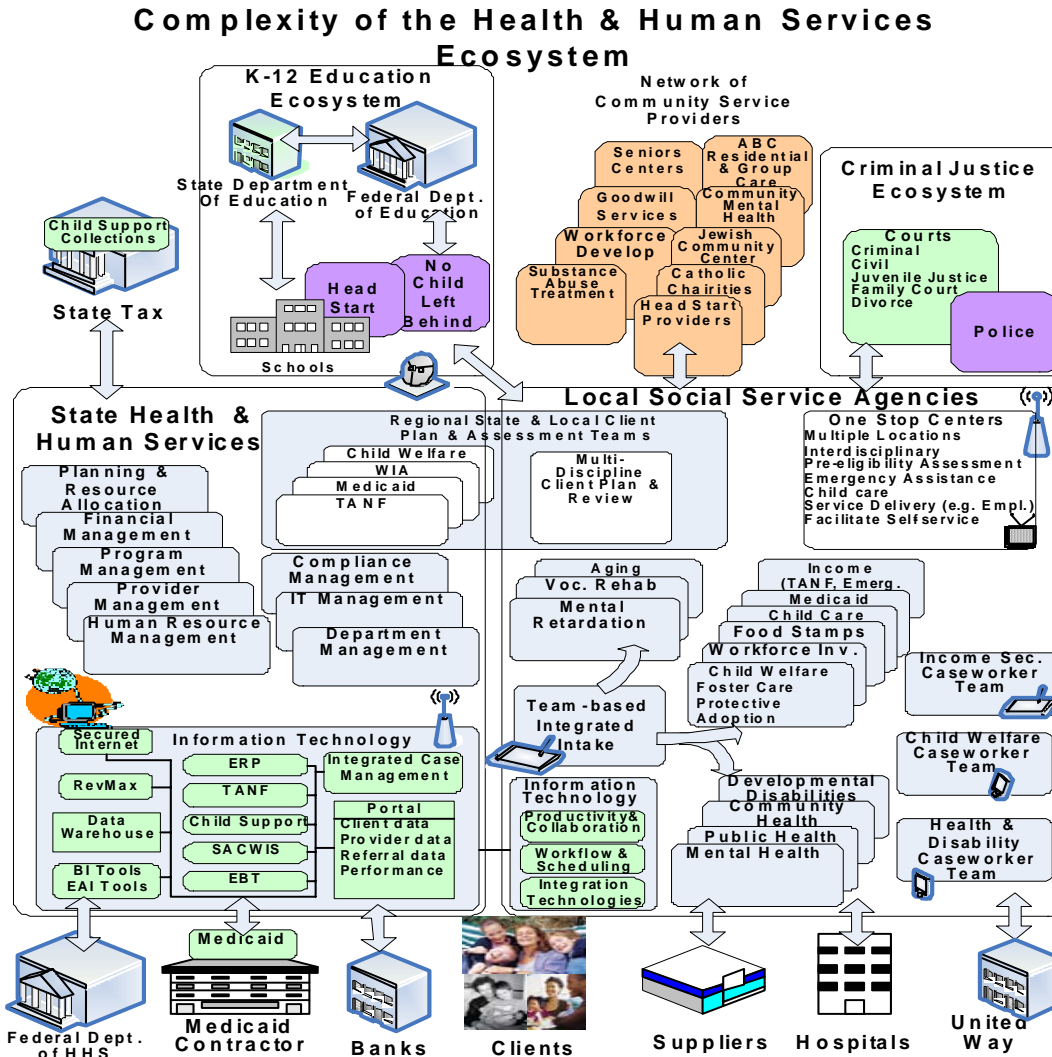 Complexity of the Health & Human Services
Ecosystem
K-12 Education
Ecosystem
State Department
Of Education
Federal Dept.
of Education
Head
Start
No
Child
Left
Behind
Schools
Child Support
Collections
State Tax
Network of
Community Service
Providers
Seniors
Centers
ABC
Residential
& Group
Care
Goodwill
Services
Community
Mental
Health
Workforce
Develop
Jewish
Community
Center
Substance
Abuse
Treatment
Catholic
Chairities
Head Start
Providers
Criminal Justice
Ecosystem
Courts
Criminal
Civil
Juvenile Justice
Family Court
Divorce
Police
State Health &
Human Services
Regional State & Local Client
Plan & Assessment Teams
Child Welfare
WIA
Medicaid
TANF
Multi-
Discipline
Client Plan &
Review
Planning &
Resource
Allocation
Financial
Management
Program
Management
Provider
Management
Human Resource
Management
Compliance
Management
IT Management
Department
Management
Local Social Service Agencies
One Stop Centers
Multiple Locations
Interdisciplinary
Pre-eligibility Assessment
Emergency Assistance
Child care
Service Delivery (e.g. Empl.)
Facilitate Selfservice
Aging
Voc. Rehab
Mental
Retardation
Income
(TANF, Emerg.
Medicaid
Child Care
Food Stamps
Workforce Inv.
Child Welfare
Foster Care
Protective
Adoption
Team-based
Integrated
Intake
Income Sec.
Caseworker
Team
Child Welfare
Caseworker
Team
Health &
Disability
Caseworker
Team
Developmental
Disabilities
Community
Health
Public Health
Mental Health
Information Technology
Secured
Internet
RevMax
Data
Warehouse
BI Tools
EAI Tools
ERP
TANF
Child Support
SACWIS
EBT
Integrated Case
Management
Portal
Client data
Provider data
Referral data
Performance
Information
Technology
Productivity&
Collaboration
Workflow &
Scheduling
Integration
Technologies
Federal Dept.
of HHS
Medicaid
Medicaid
Contractor
Banks
Clients
Suppliers
Hospitals
United
Way